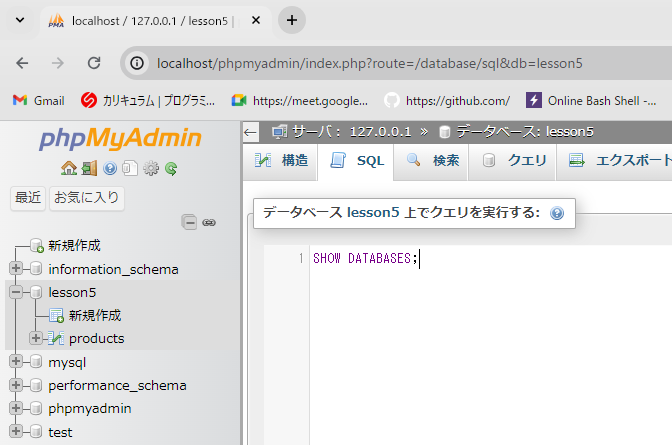 localhost / 127.0.0.1 / lesson5 |
localhost/phpmyadmin/index.php?route=/database/sql&db=lesson5
Gmail カリキュラム | プログラミ... https://meet.google... https://github.com/ Online Bash Shell -...
phpMyAdmin
最近 お気に入り
新規作成
information_schema
lesson5
新規作成
products
mysql
performance_schema
phpmyadmin
test
サーバ: 127.0.0.1 » データベース: lesson5
構造 SQL 検索 クエリ エクスポート
データベース lesson5 上でクエリを実行する:
1 SHOW DATABASES;